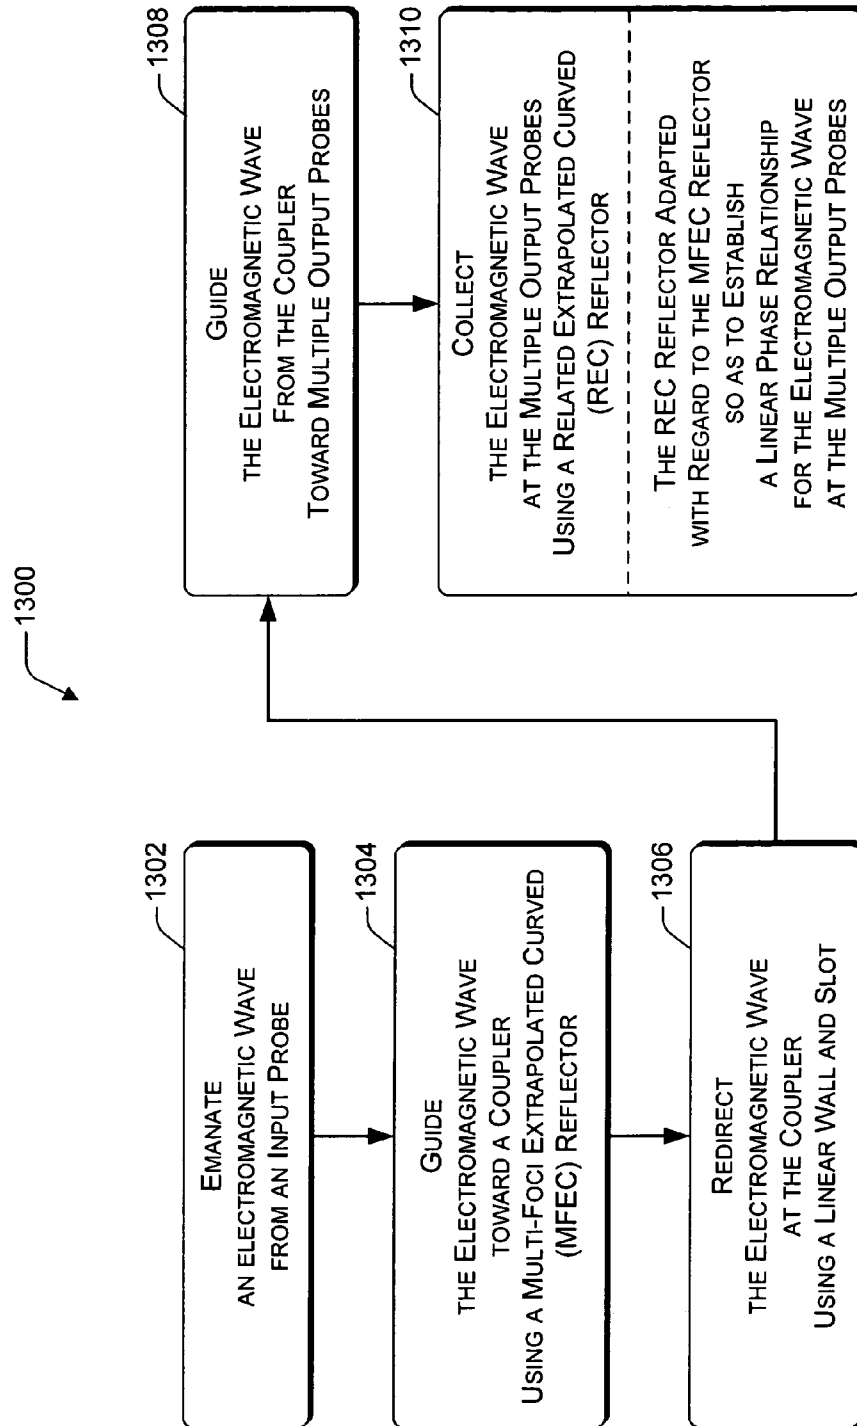 1300
1302
EMANATE
AN ELECTROMAGNETIC WAVE
FROM AN INPUT PROBE
1304
GUIDE
THE ELECTROMAGNETIC WAVE
TOWARD A COUPLER
USING A MULTI-FOCI EXTRAPOLATED CURVED
(MFEC) REFLECTOR
1306
REDIRECT
THE ELECTROMAGNETIC WAVE
AT THE COUPLER
USING A LINEAR WALL AND SLOT
1308
GUIDE
THE ELECTROMAGNETIC WAVE
FROM THE COUPLER
TOWARD MULTIPLE OUTPUT PROBES
1310
COLLECT
THE ELECTROMAGNETIC WAVE
AT THE MULTIPLE OUTPUT PROBES
USING A RELATED EXTRAPOLATED CURVED
(REC) REFLECTOR
THE REC REFLECTOR ADAPTED
WITH REGARD TO THE MFEC REFLECTOR
SO AS TO ESTABLISH
A LINEAR PHASE RELATIONSHIP
FOR THE ELECTROMAGNETIC WAVE
AT THE MULTIPLE OUTPUT PROBES